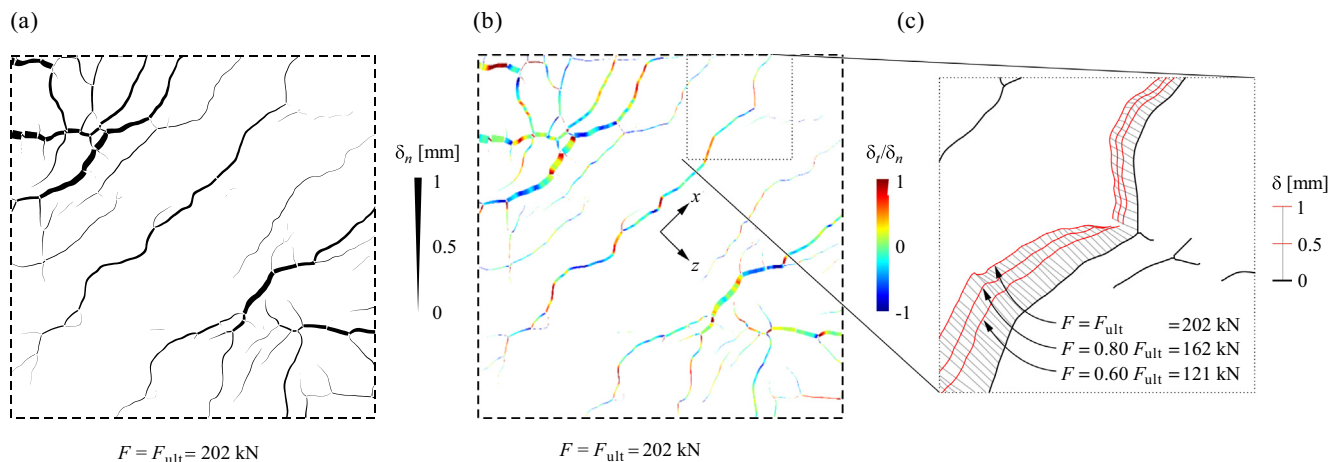 (a)
(b)
(c)
δn [mm]
1
0.5
0
F = Fult = 202 kN
δt/δn
1
0
-1
x
z
F = Fult = 202 kN
δ [mm]
1
0.5
0
F = Fult = 202 kN
F = 0.80 Fult = 162 kN
F = 0.60 Fult = 121 kN